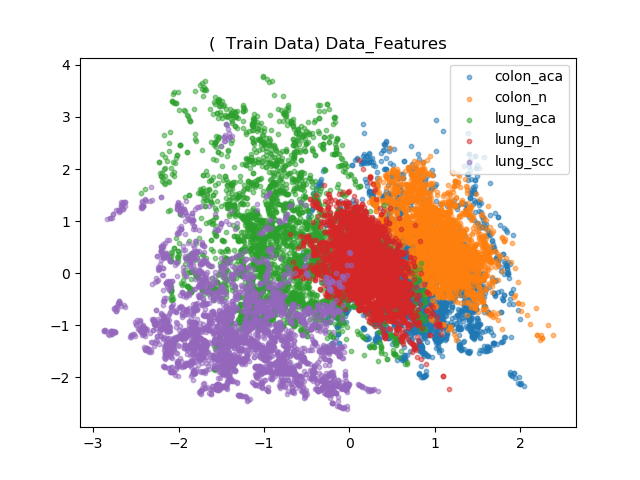 (  Train Data) Data_Features
colon_aca
colon_n
lung_aca
lung_n
lung_scc
4
3
2
1
0
−1
−2
−3 −2 −1 0 1 2